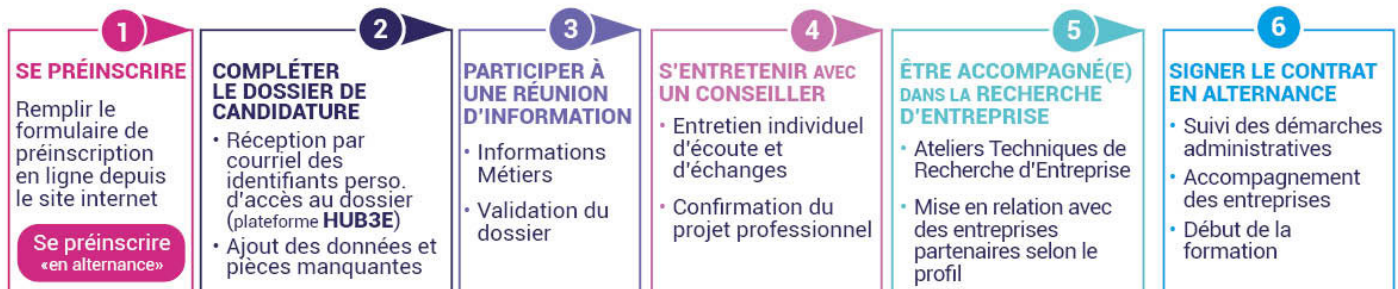 1
SE PRÉINSCRIRE
Remplir le
formulaire de
préinscription
en ligne depuis
le site internet
Se préinscrire
«en alternance»
2
COMPLÉTER
LE DOSSIER DE
CANDIDATURE
• Réception par
courriel des
identifiants perso.
d'accès au dossier
(plateforme HUB3E)
• Ajout des données et
pièces manquantes
3
PARTICIPER À
UNE RÉUNION
D'INFORMATION
• Informations
Métiers
• Validation du
dossier
4
S'ENTRETENIR AVEC
UN CONSEILLER
• Entretien individuel
d'écoute et
d'échanges
• Confirmation du
projet professionnel
5
ÊTRE ACCOMPAGNÉ(E)
DANS LA RECHERCHE
D'ENTREPRISE
• Ateliers Techniques de
Recherche d'Entreprise
• Mise en relation avec
des entreprises
partenaires selon le
profil
6
SIGNER LE CONTRAT
EN ALTERNANCE
• Suivi des démarches
administratives
• Accompagnement
des entreprises
• Début de la
formation